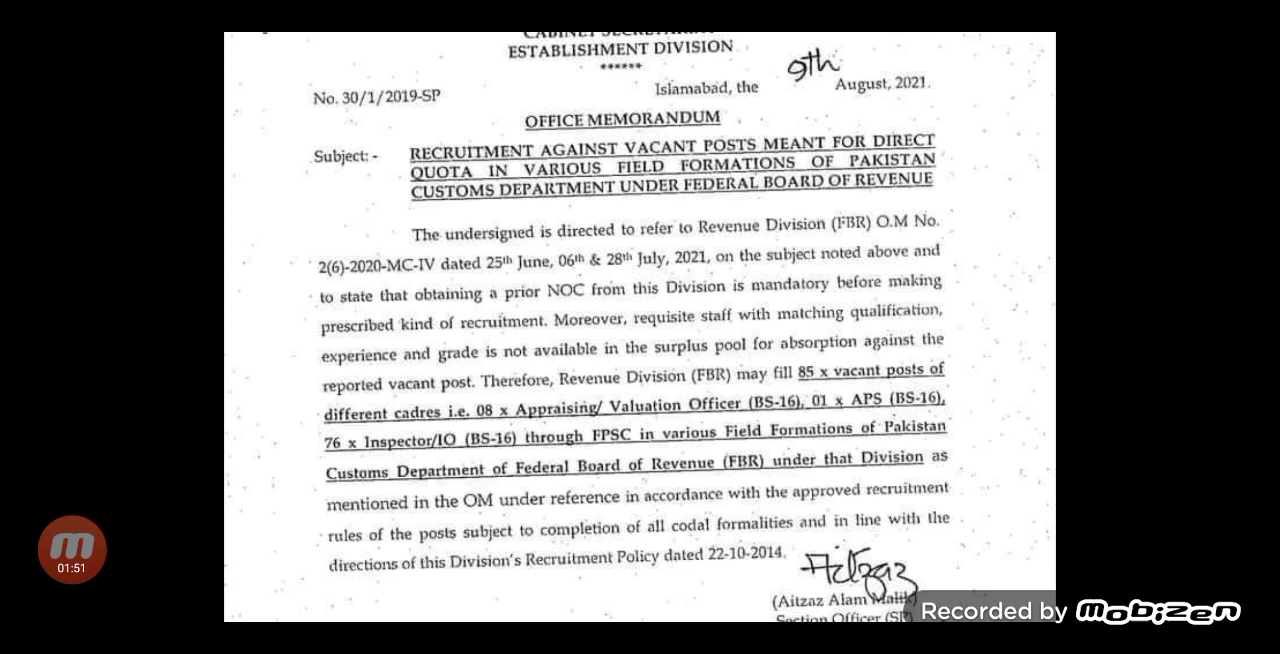 CABINET SECRETARIAT
ESTABLISHMENT DIVISION
******
No. 30/1/2019-SP Islamabad, the 9th August, 2021.
OFFICE MEMORANDUM
Subject: - RECRUITMENT AGAINST VACANT POSTS MEANT FOR DIRECT
QUOTA IN VARIOUS FIELD FORMATIONS OF PAKISTAN
CUSTOMS DEPARTMENT UNDER FEDERAL BOARD OF REVENUE
The undersigned is directed to refer to Revenue Division (FBR) O.M No.
2(6)-2020-MC-IV dated 25th June, 06th & 28th July, 2021, on the subject noted above and
to state that obtaining a prior NOC from this Division is mandatory before making
prescribed kind of recruitment. Moreover, requisite staff with matching qualification,
experience and grade is not available in the surplus pool for absorption against the
reported vacant post. Therefore, Revenue Division (FBR) may fill 85 x vacant posts of
different cadres i.e. 08 x Appraising/ Valuation Officer (BS-16), 01 x APS (BS-16),
76 x Inspector/IO (BS-16) through FPSC in various Field Formations of Pakistan
Customs Department of Federal Board of Revenue (FBR) under that Division as
mentioned in the OM under reference in accordance with the approved recruitment
rules of the posts subject to completion of all codal formalities and in line with the
directions of this Division's Recruitment Policy dated 22-10-2014.
Aitzaz
(Aitzaz Alam Malik)
Section Officer (SP)
01:51
Recorded by mobizen